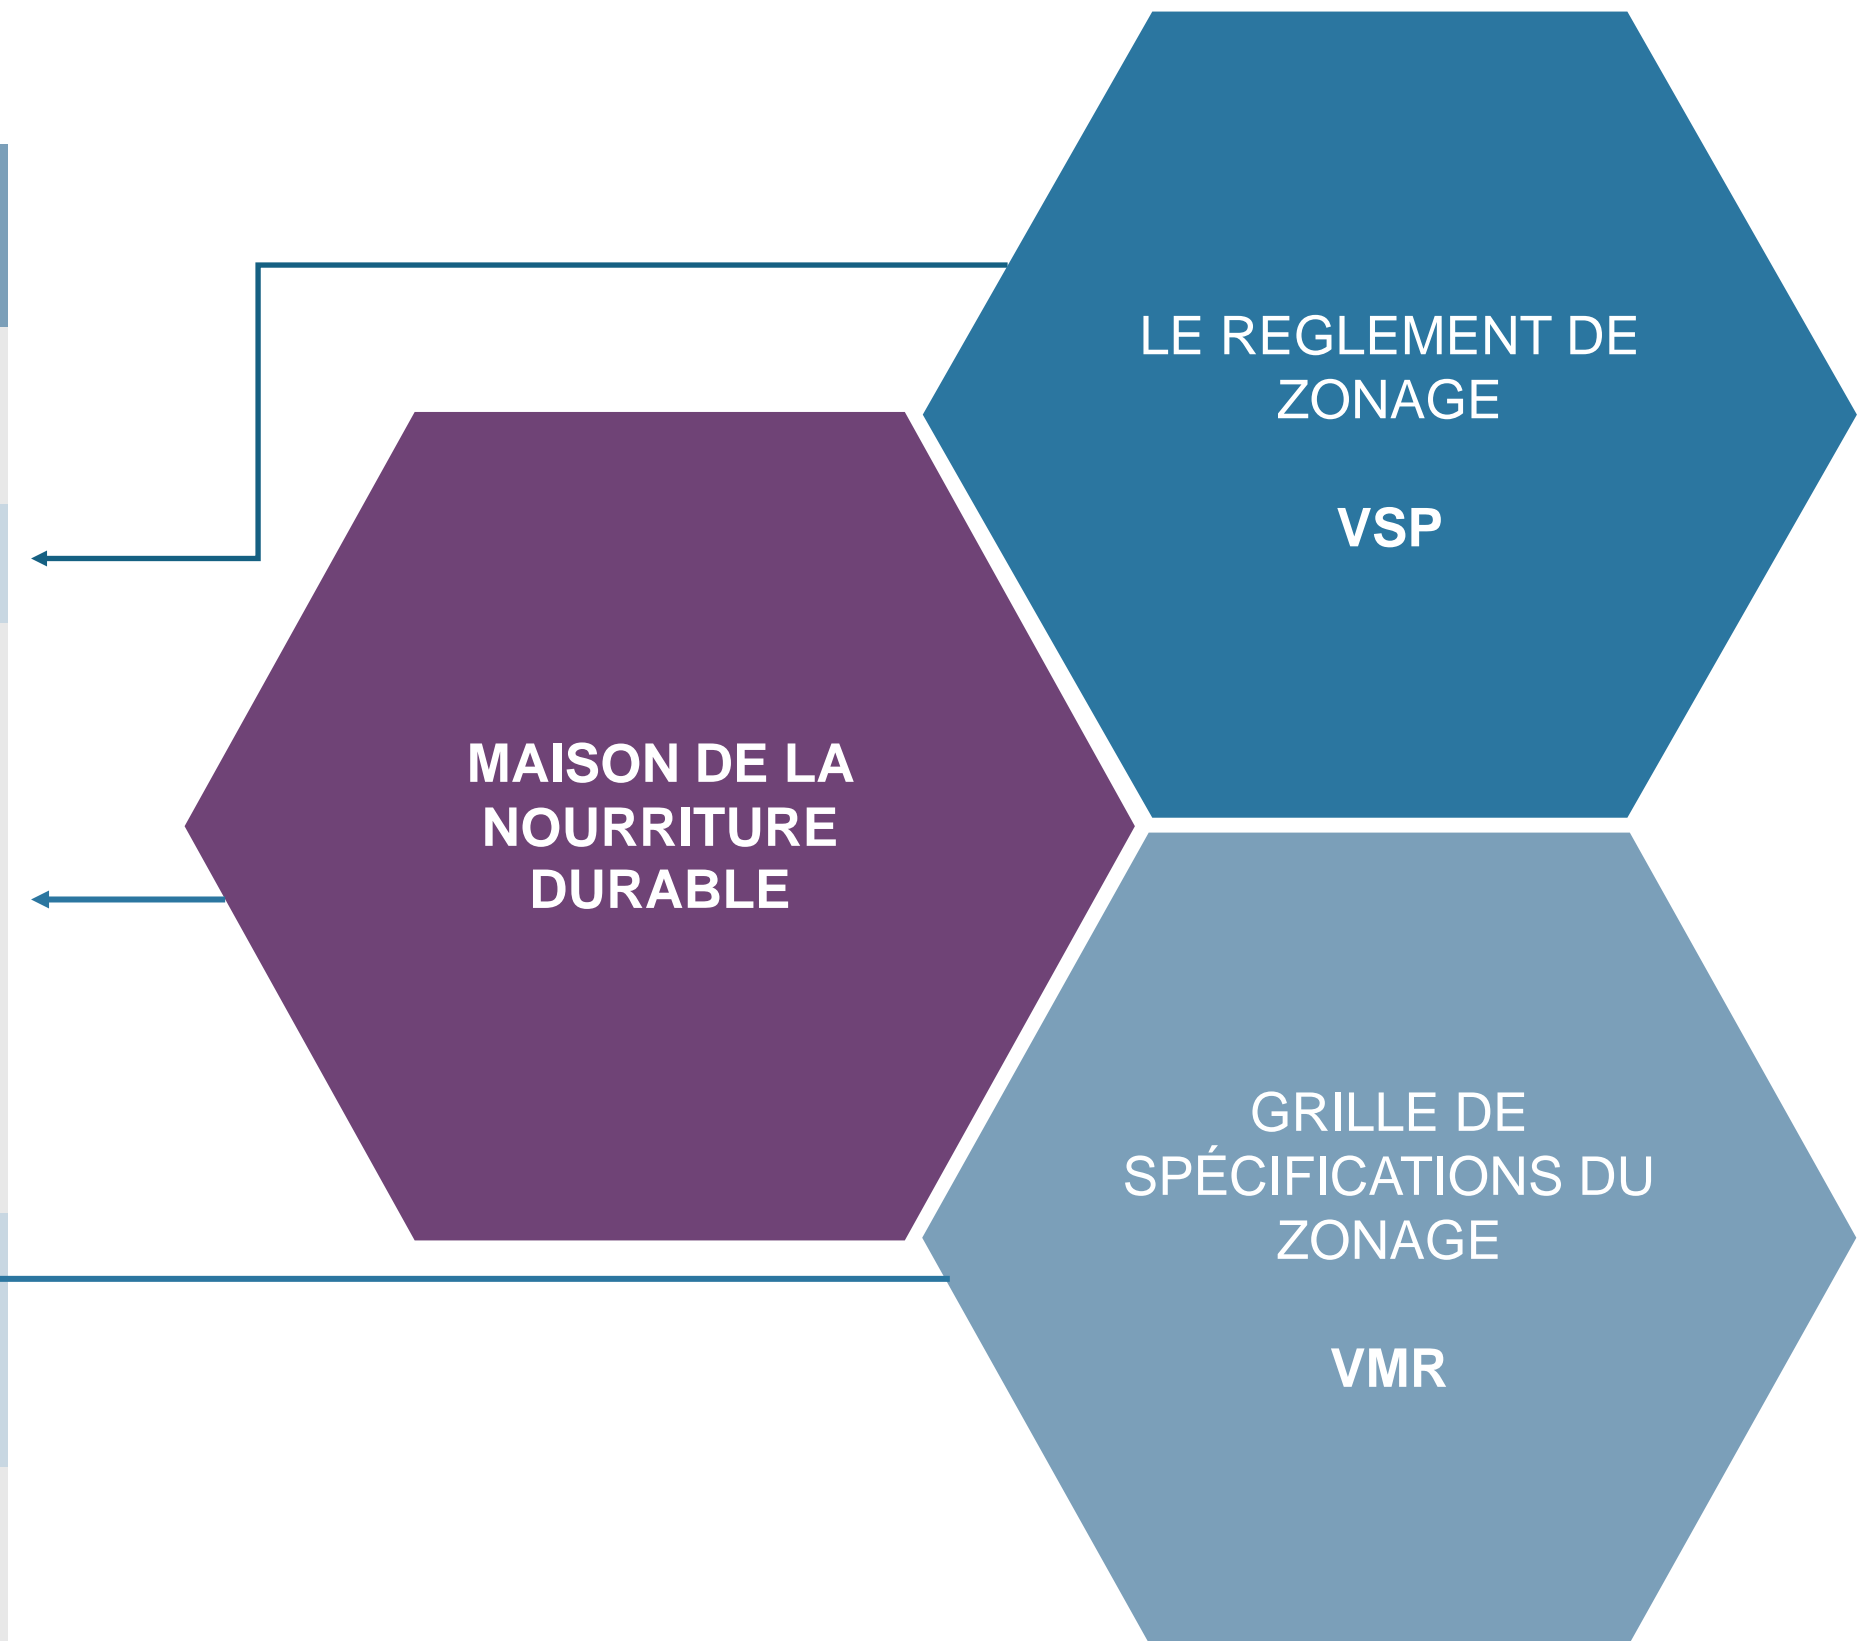 LE REGLEMENT DE
ZONAGE
VSP
MAISON DE LA
NOURRITURE
DURABLE
GRILLE DE
SPÉCIFICATIONS DU
ZONAGE
VMR